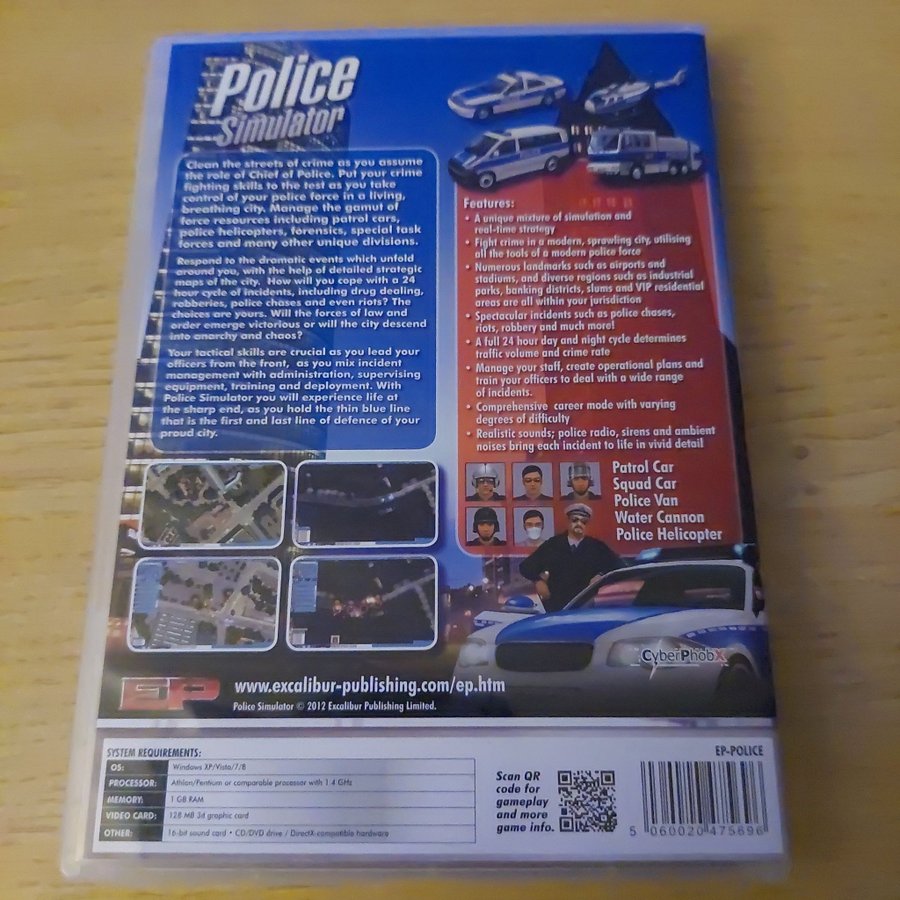 Police
Simulator
Clean the streets of crime as you assume
the role of Chief of Police. Put your crime
fighting skills to the test as you take
control of your police force in a living,
breathing city. Manage the gamut of
force resources including patrol cars,
police helicopters, forensics, special task
forces and many other unique divisions.
Respond to the dramatic events which unfold
around you, with the help of detailed strategic
maps of the city. How will you cope with a 24
hour cycle of incidents, including drug dealing,
robberies, police chases and even riots? The
choices are yours. Will the forces of law and
order emerge victorious or will the city descend
into anarchy and chaos?
Your tactical skills are crucial as you lead your
officers from the front, as you mix incident
management with administration, supervising
equipment, training and deployment. With
Police Simulator you will experience life at
the sharp end, as you hold the thin blue line
that is the first and last line of defence of your
proud city.
Features:
• A unique mixture of simulation and
real-time strategy
• Fight crime in a modern, sprawling city, utilising
all the tools of a modern police force
• Numerous landmarks such as airports and
stadiums, and diverse regions such as industrial
parks, banking districts, slums and VIP residential
areas are all within your jurisdiction
• Spectacular incidents such as police chases,
riots, robbery and much more!
• A full 24 hour day and night cycle determines
traffic volume and crime rate
• Manage your staff, create operational plans and
train your officers to deal with a wide range
of incidents.
• Comprehensive career mode with varying
degrees of difficulty
• Realistic sounds; police radio, sirens and ambient
noises bring each incident to life in vivid detail
Patrol Car
Squad Car
Police Van
Water Cannon
Police Helicopter
CyberPhobX
EP
www.excalibur-publishing.com/ep.htm
Police Simulator © 2012 Excalibur Publishing Limited.
SYSTEM REQUIREMENTS:
OS: Windows XP/Vista/7/8
PROCESSOR: Athlon/Pentium or comparable processor with 1.4 GHz
MEMORY: 1 GB RAM
VIDEO CARD: 128 MB 3d graphic card
OTHER: 16-bit sound card • CD/DVD drive / DirectX-compatible hardware
Scan QR
code for
gameplay
and more
game info.
EP-POLICE
5 060020 475696